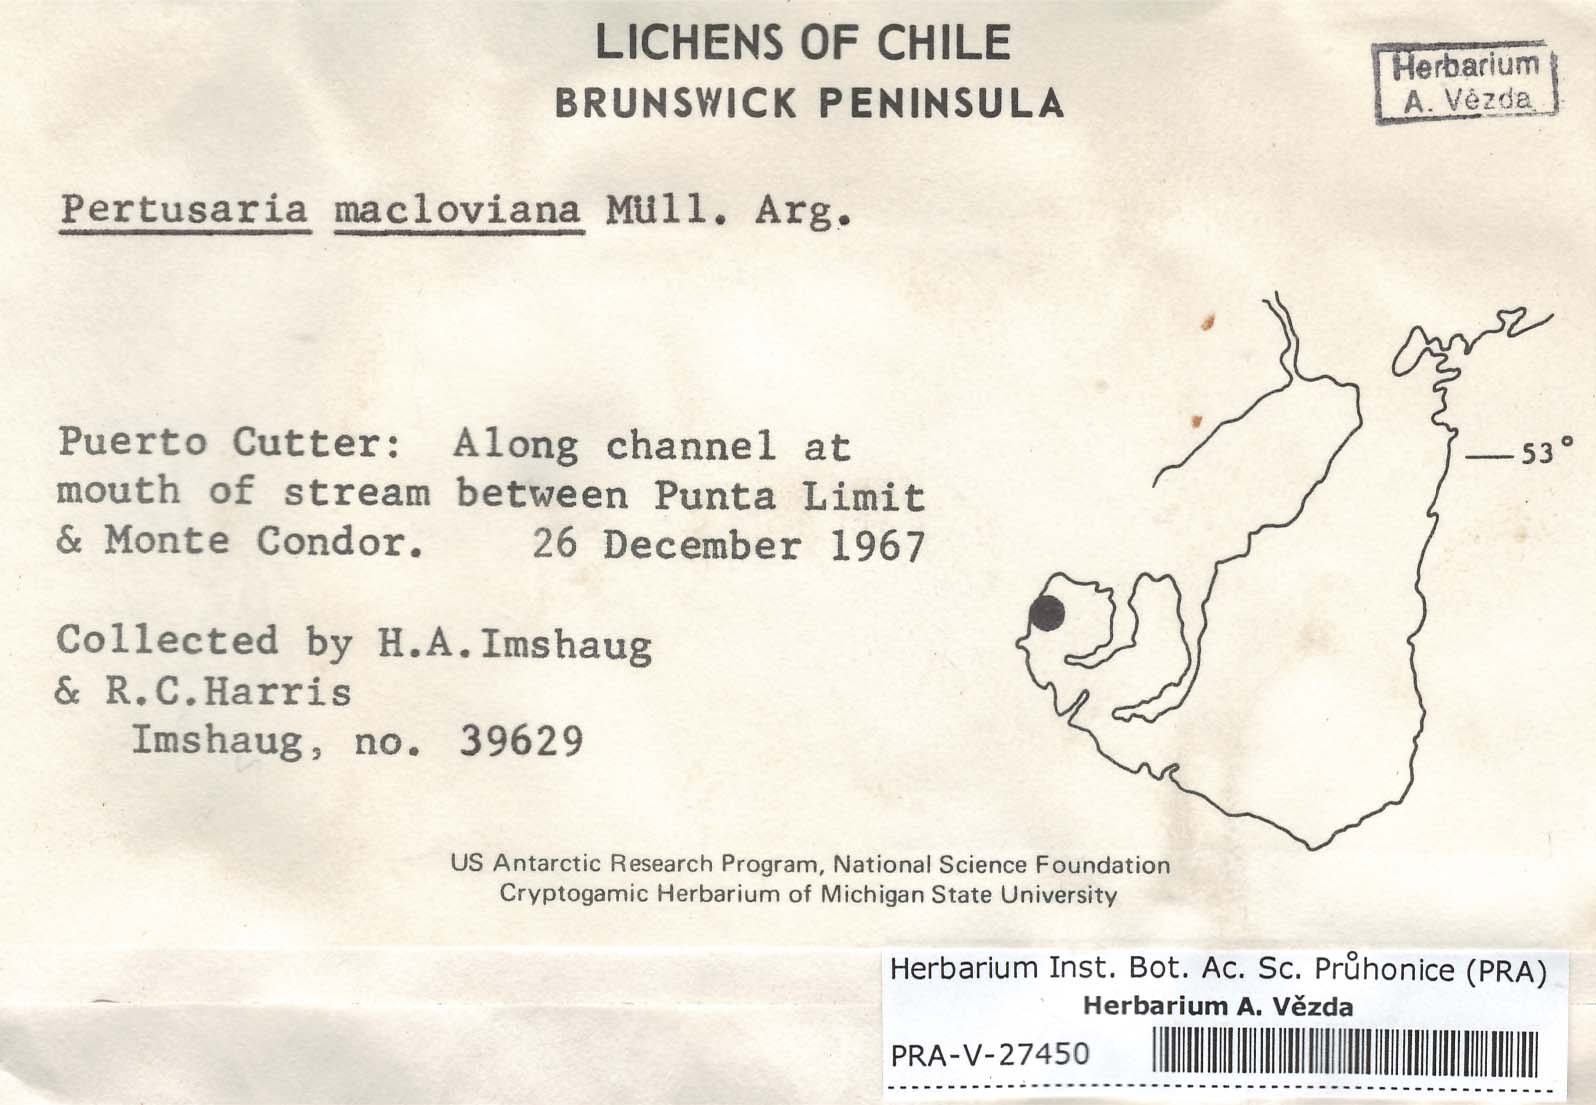 LICHENS OF CHILE
BRUNSWICK PENINSULA
Herbarium
A. Vězda
Pertusaria macloviana Müll. Arg.
53°
Puerto Cutter: Along channel at
mouth of stream between Punta Limit
& Monte Condor. 26 December 1967
Collected by H.A.Imshaug
& R.C.Harris
Imshaug, no. 39629
US Antarctic Research Program, National Science Foundation
Cryptogamic Herbarium of Michigan State University
Herbarium Inst. Bot. Ac. Sc. Průhonice (PRA)
Herbarium A. Vězda
PRA-V-27450